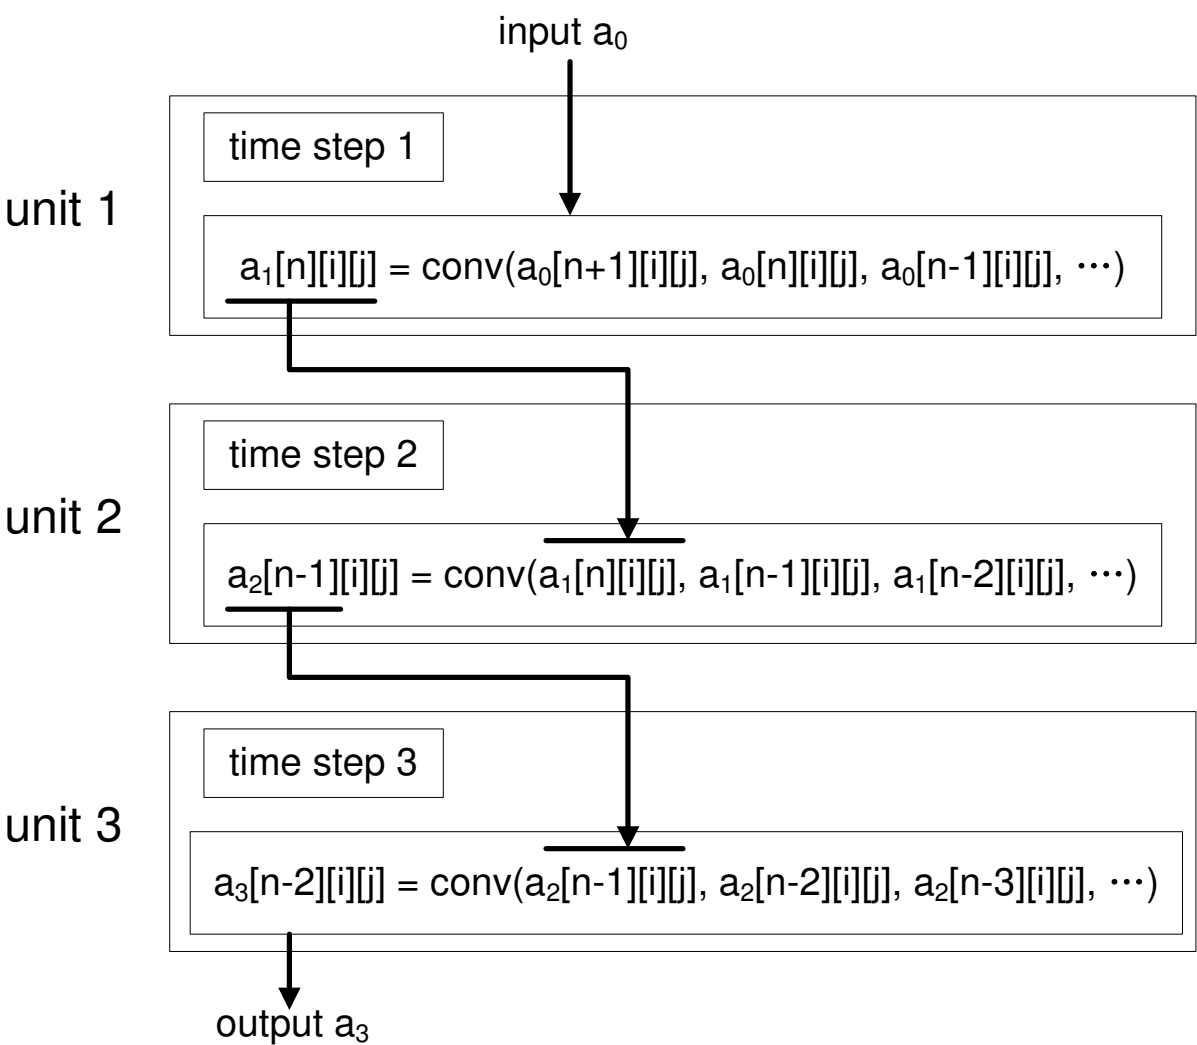 input a₀
time step 1
unit 1
a₁[n][i][j] = conv(a₀[n+1][i][j], a₀[n][i][j], a₀[n-1][i][j], ⋯)
time step 2
unit 2
a₂[n-1][i][j] = conv(a₁[n][i][j], a₁[n-1][i][j], a₁[n-2][i][j], ⋯)
time step 3
unit 3
a₃[n-2][i][j] = conv(a₂[n-1][i][j], a₂[n-2][i][j], a₂[n-3][i][j], ⋯)
output a₃